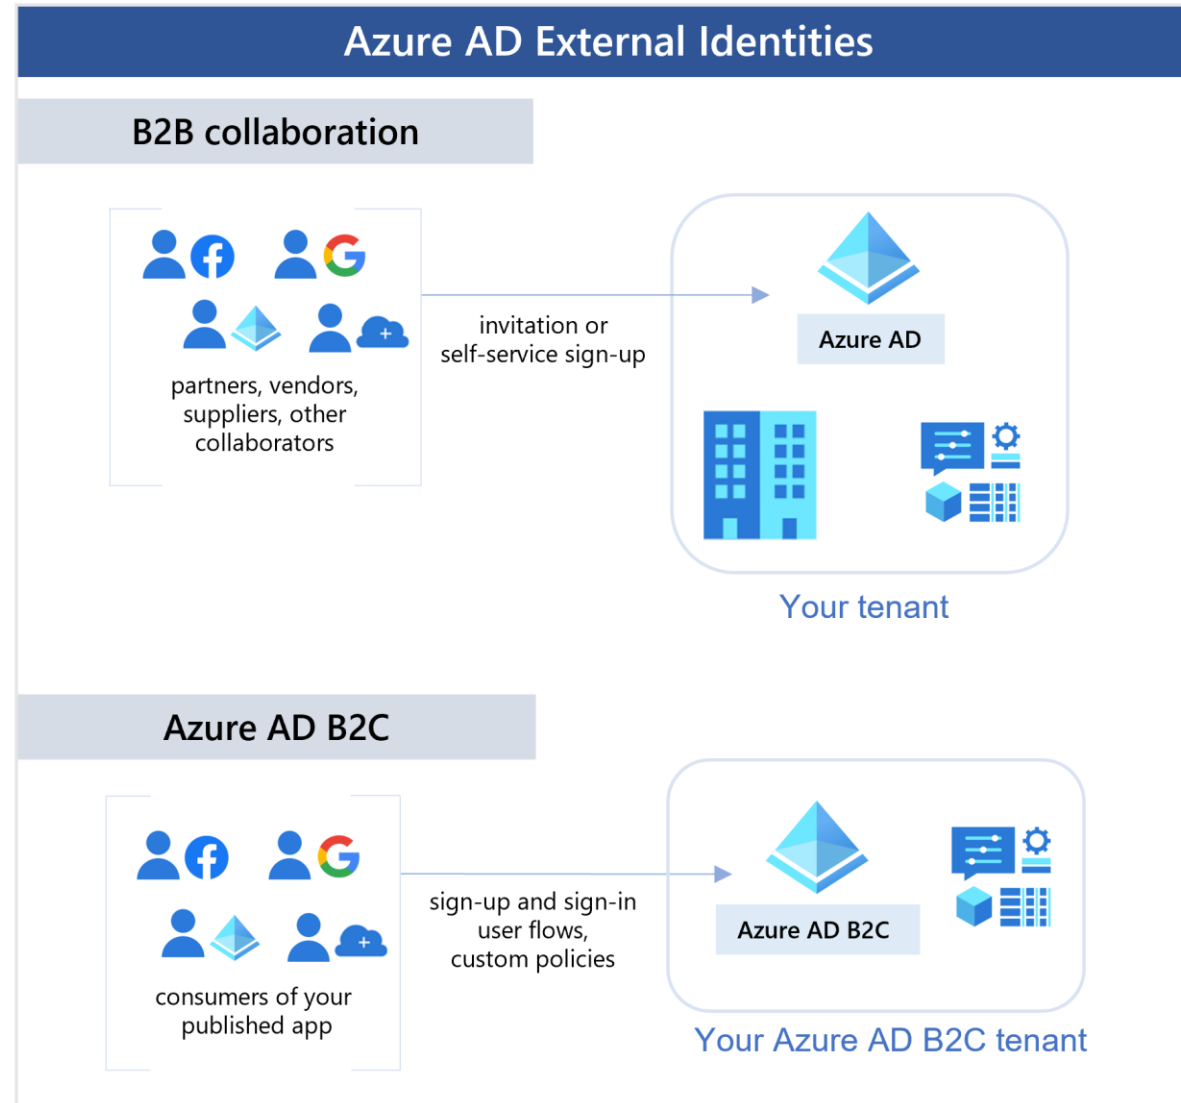 Azure AD External Identities
B2B collaboration
partners, vendors,
suppliers, other
collaborators
invitation or
self-service sign-up
Azure AD
Your tenant
Azure AD B2C
consumers of your
published app
sign-up and sign-in
user flows,
custom policies
Azure AD B2C
Your Azure AD B2C tenant